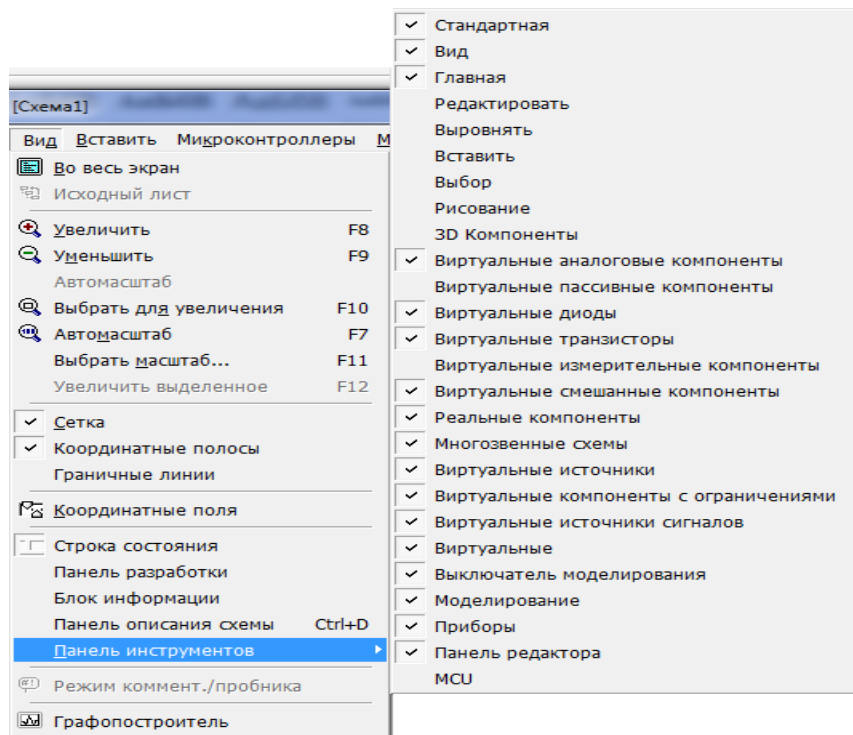 [Схема1]
Вид Вставить Микроконтроллеры М
Во весь экран
Исходный лист
Увеличить F8
Уменьшить F9
Автомасштаб
Выбрать для увеличения F10
Автомасштаб F7
Выбрать масштаб... F11
Увеличить выделенное F12
Сетка
Координатные полосы
Граничные линии
Координатные поля
Строка состояния
Панель разработки
Блок информации
Панель описания схемы Ctrl+D
Панель инструментов
Режим коммент./пробника
Графопостроитель
Стандартная
Вид
Главная
Редактировать
Выровнять
Вставить
Выбор
Рисование
3D Компоненты
Виртуальные аналоговые компоненты
Виртуальные пассивные компоненты
Виртуальные диоды
Виртуальные транзисторы
Виртуальные измерительные компоненты
Виртуальные смешанные компоненты
Реальные компоненты
Многозвенные схемы
Виртуальные источники
Виртуальные компоненты с ограничениями
Виртуальные источники сигналов
Виртуальные
Выключатель моделирования
Моделирование
Приборы
Панель редактора
MCU